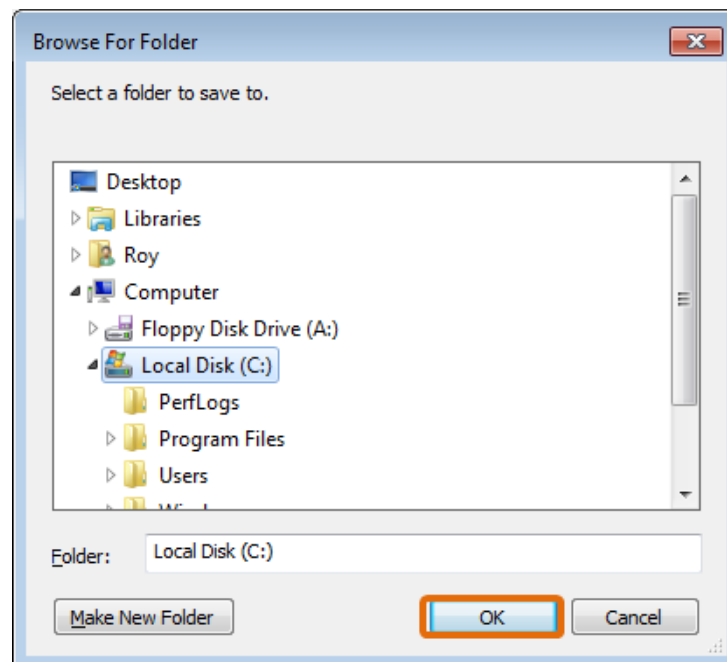 Browse For Folder
Select a folder to save to.
Desktop
Libraries
Roy
Computer
Floppy Disk Drive (A:)
Local Disk (C:)
PerfLogs
Program Files
Users
Folder: Local Disk (C:)
Make New Folder OK Cancel